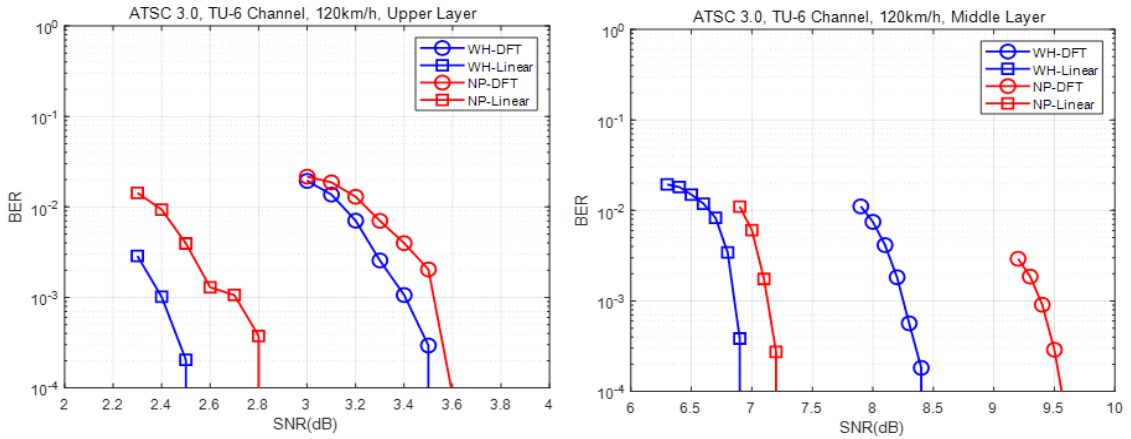 ATSC 3.0, TU-6 Channel, 120km/h, Upper Layer
10^0
10^-1
10^-2
10^-3
10^-4
BER
WH-DFT
WH-Linear
NP-DFT
NP-Linear
2 2.2 2.4 2.6 2.8 3 3.2 3.4 3.6 3.8 4
SNR(dB)
ATSC 3.0, TU-6 Channel, 120km/h, Middle Layer
10^0
10^-1
10^-2
10^-3
10^-4
BER
WH-DFT
WH-Linear
NP-DFT
NP-Linear
6 6.5 7 7.5 8 8.5 9 9.5 10
SNR(dB)